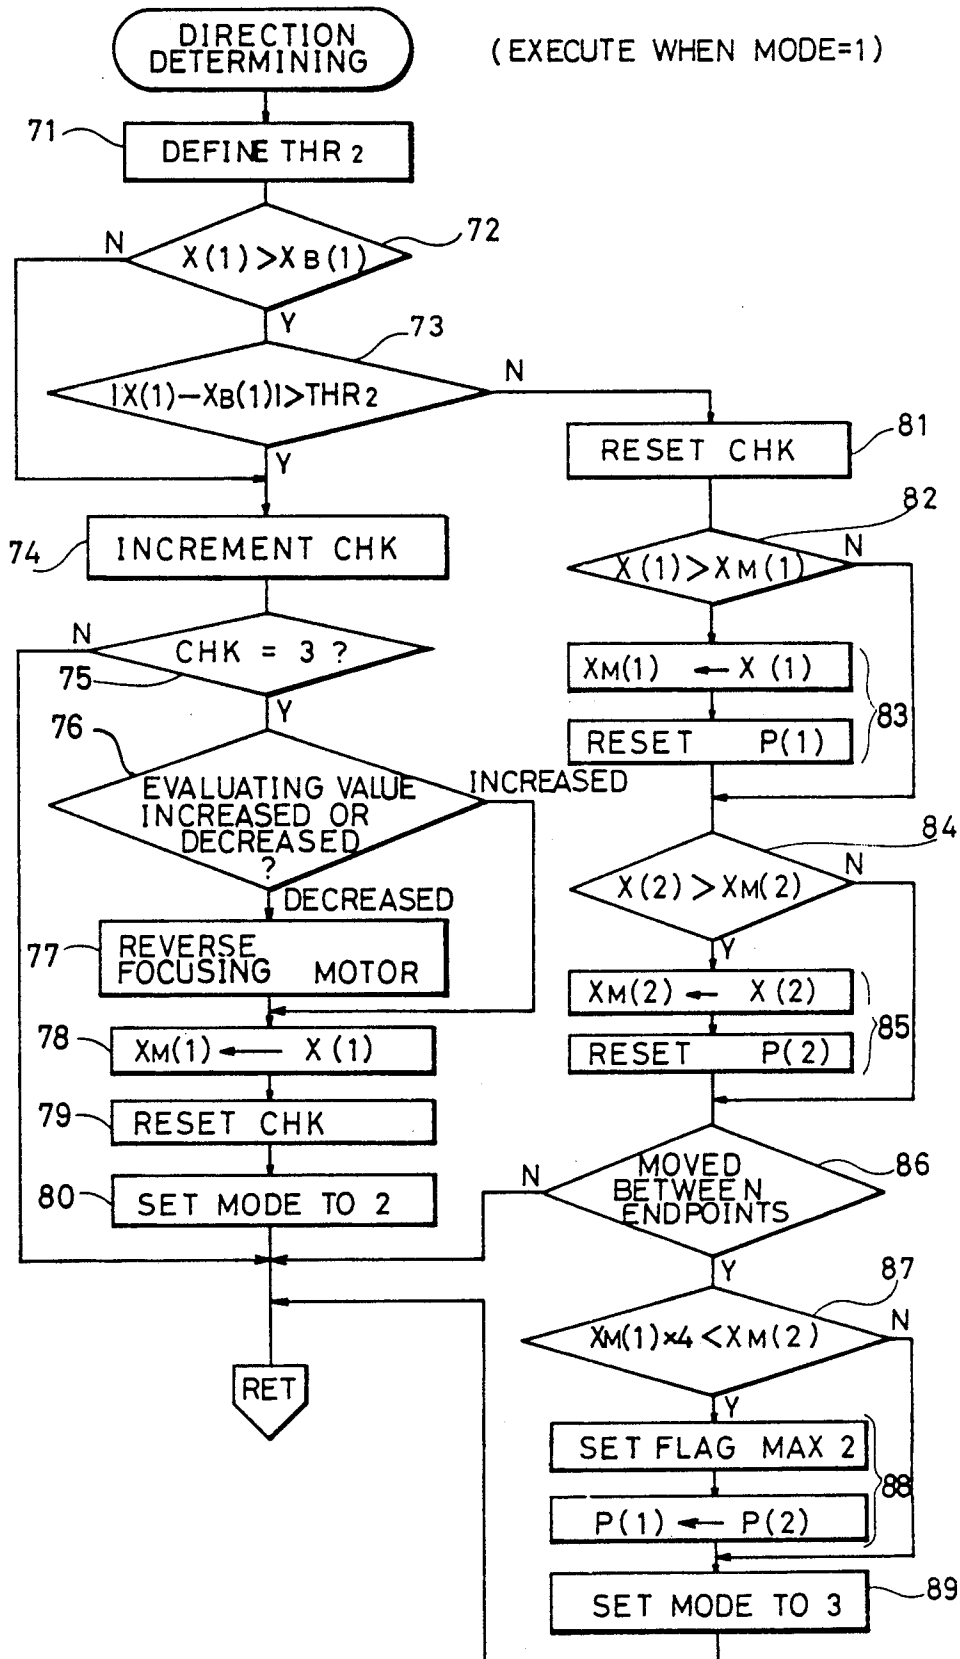 DIRECTION
DETERMINING
(EXECUTE WHEN MODE=1)
71
DEFINE THR2
72
N
X(1)>XB(1)
Y
73
N
|X(1)-XB(1)|>THR2
Y
81
RESET CHK
82
74
INCREMENT CHK
N
X(1)>XM(1)
N
CHK = 3 ?
75
Y
XM(1) ← X(1)
83
RESET P(1)
76
EVALUATING VALUE
INCREASED OR
DECREASED
?
INCREASED
DECREASED
84
N
X(2)>XM(2)
Y
77
REVERSE
FOCUSING MOTOR
XM(2) ← X(2)
85
RESET P(2)
78
XM(1) ← X(1)
79
RESET CHK
80
SET MODE TO 2
86
N
MOVED
BETWEEN
ENDPOINTS
Y
87
N
XM(1)×4<XM(2)
Y
RET
SET FLAG MAX 2
88
P(1) ← P(2)
89
SET MODE TO 3